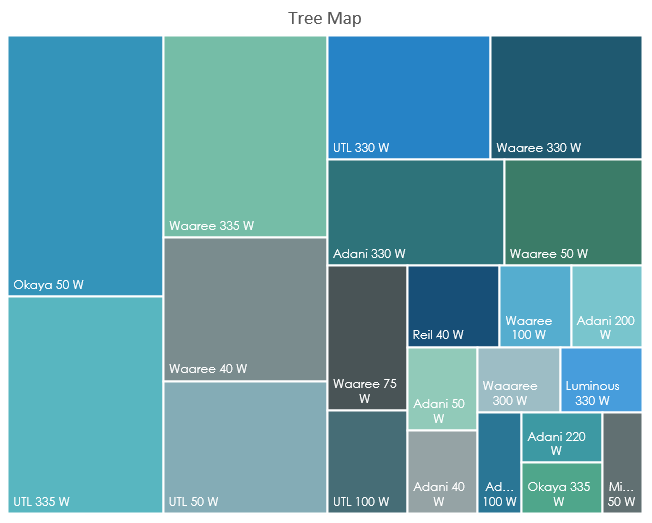 Tree Map
Okaya 50 W
UTL 335 W
Waaree 335 W
Waaree 40 W
UTL 50 W
UTL 330 W
Waaree 330 W
Adani 330 W
Waaree 50 W
Waaree 75
W
UTL 100 W
Reil 40 W
Waaree
100 W
Adani 200
W
Adani 50
W
Adani 40
W
Waaaree
300 W
Luminous
330 W
Ad...
100 W
Adani 220
W
Okaya 335
W
Mi...
50 W